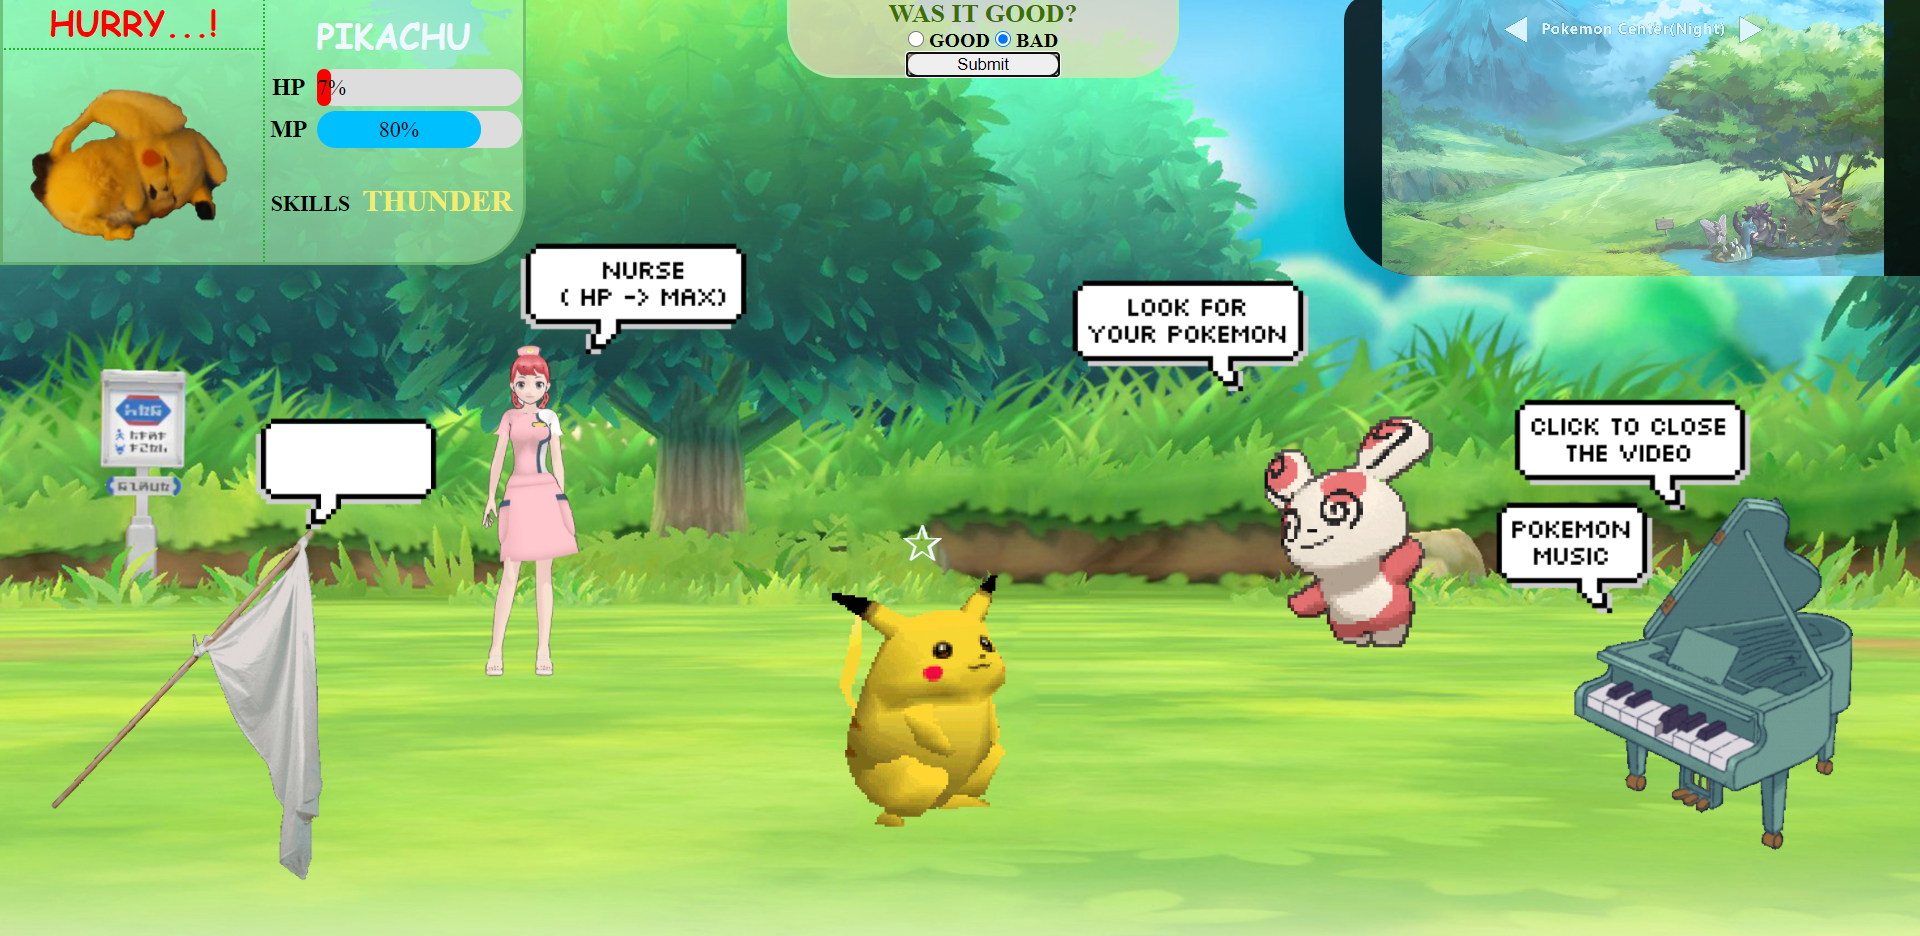 HURRY...!
PIKACHU
HP 7%
MP 80%
SKILLS THUNDER
WAS IT GOOD?
GOOD BAD
Submit
Pokemon Center(Night)
NURSE
( HP -> MAX)
LOOK FOR
YOUR POKEMON
CLICK TO CLOSE
THE VIDEO
POKEMON
MUSIC